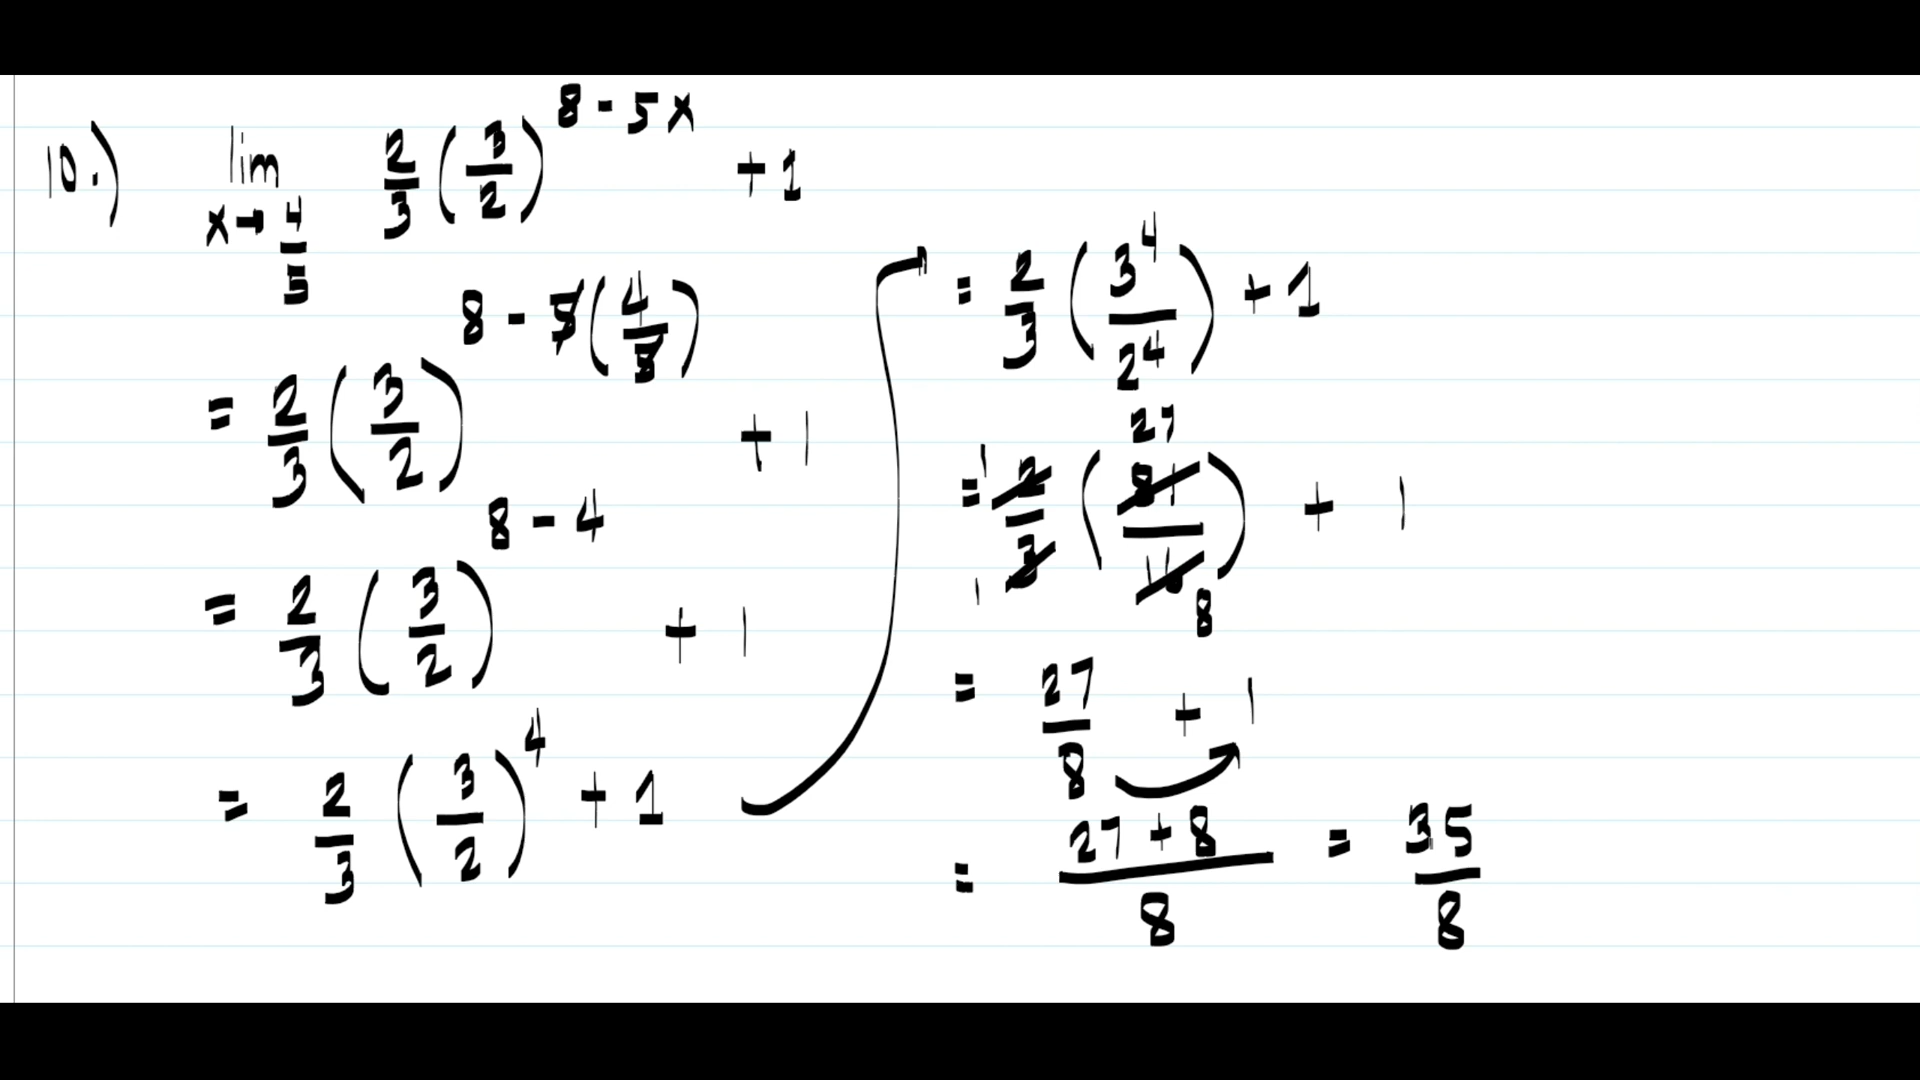 10.) lim x→4/5 2/3 (3/2)^(8-5x) + 1
= 2/3 (3/2)^(8-5(4/5)) + 1
= 2/3 (3/2)^(8-4) + 1
= 2/3 (3/2)^4 + 1
= 2/3 (3^4/2^4) + 1
= 2/3 (81/16) + 1
1 27
1 8
= 27/8 + 1
= (27+8)/8 = 35/8